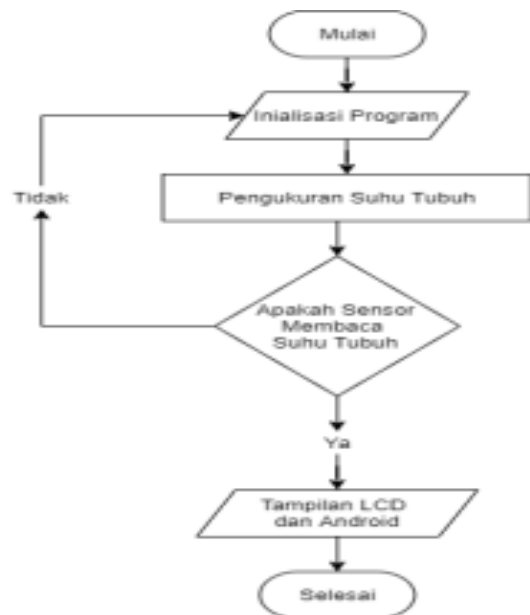 Mulai
Inialisasi Program
Tidak
Pengukuran Suhu Tubuh
Apakah Sensor
Membaca
Suhu Tubuh
Ya
Tampilan LCD
dan Android
Selesai